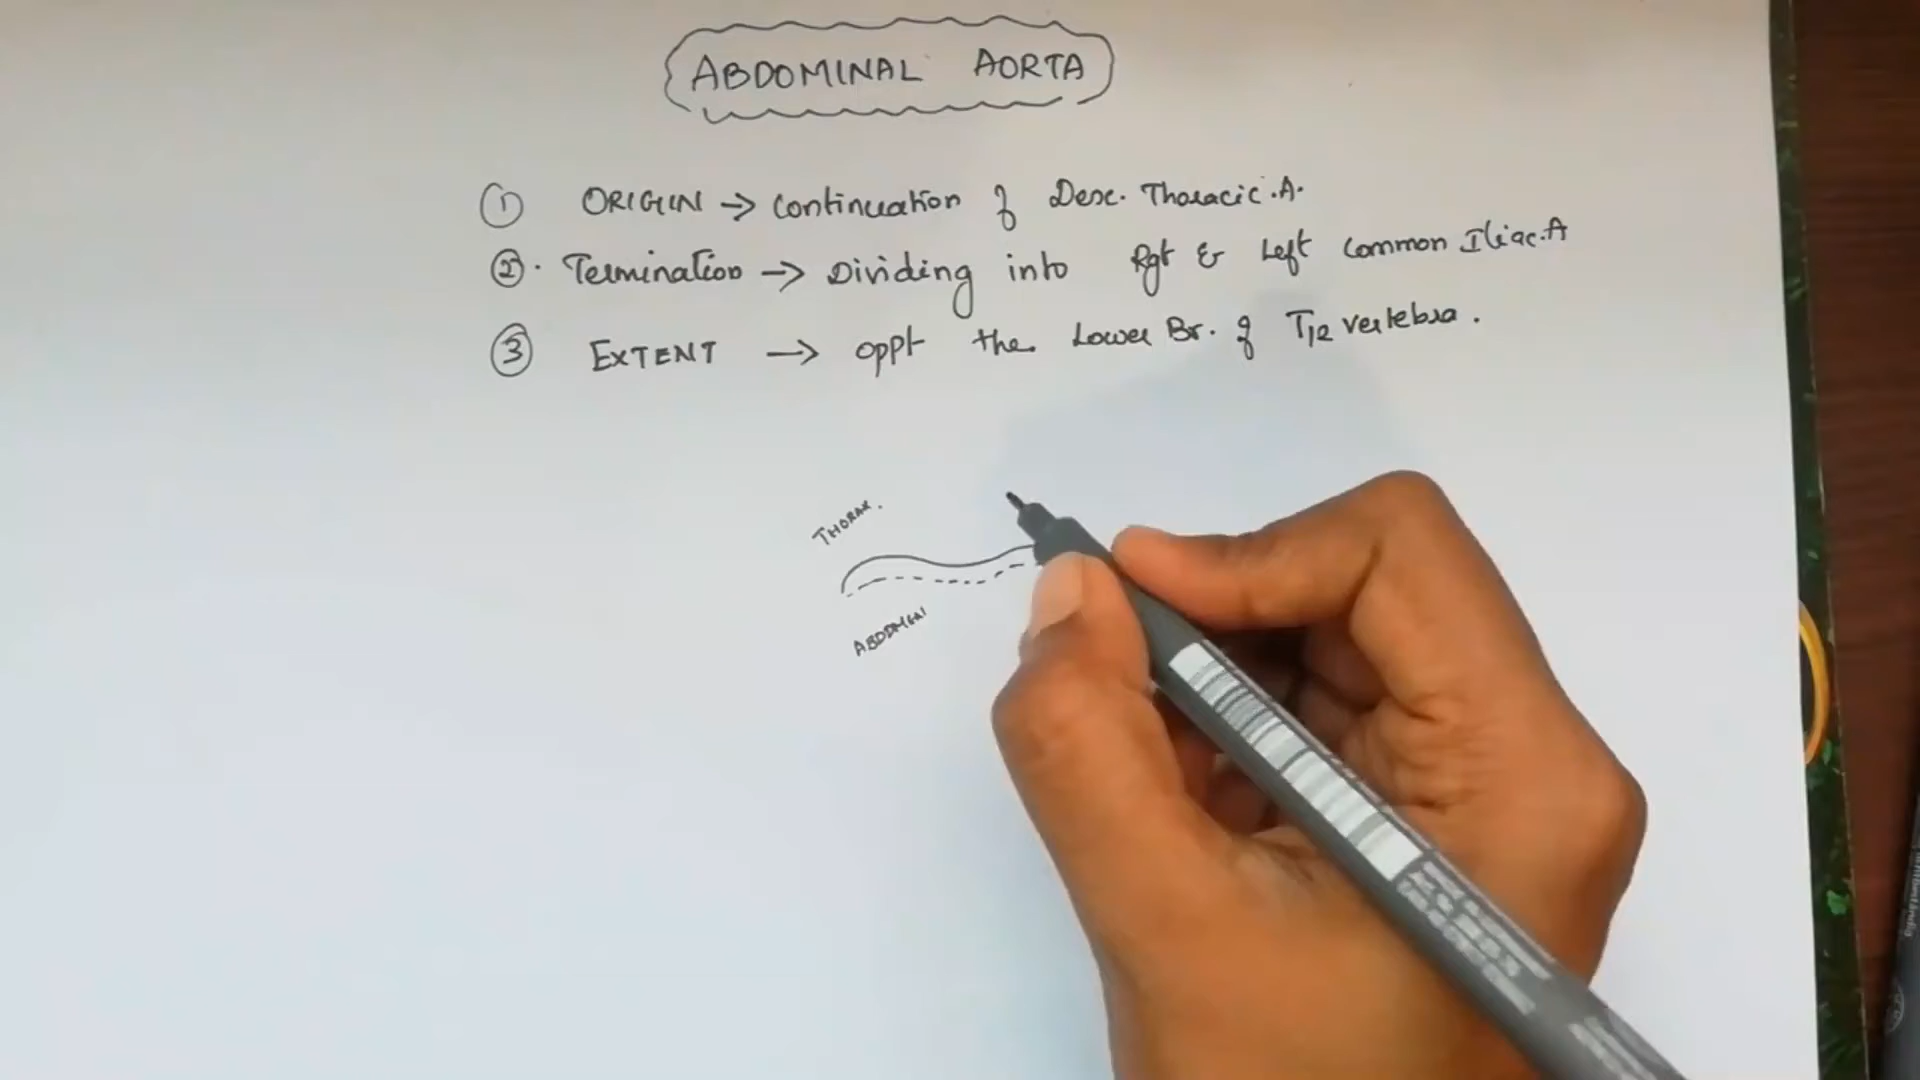 ABDOMINAL AORTA
① ORIGIN → continuation of Desc. Thoracic.A.
②. Termination → Dividing into Rgt & Left Common Iliac.A
③ EXTENT → oppt the Lower Br. of T12 vertebra.
THORAX.